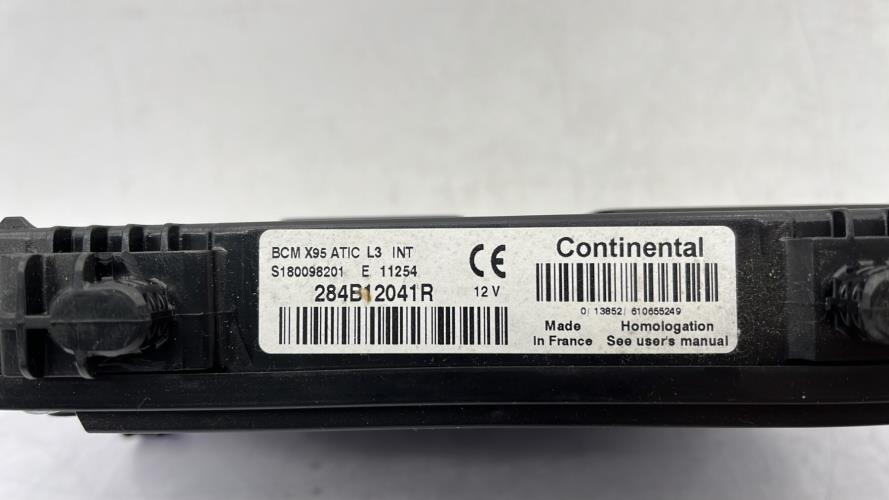 BCM X95 ATIC L3 INT
S180098201 E 11254
284B12041R
CE
12 V
Continental
0/ 13852/ 610655249
Made
in France
Homologation
See user's manual